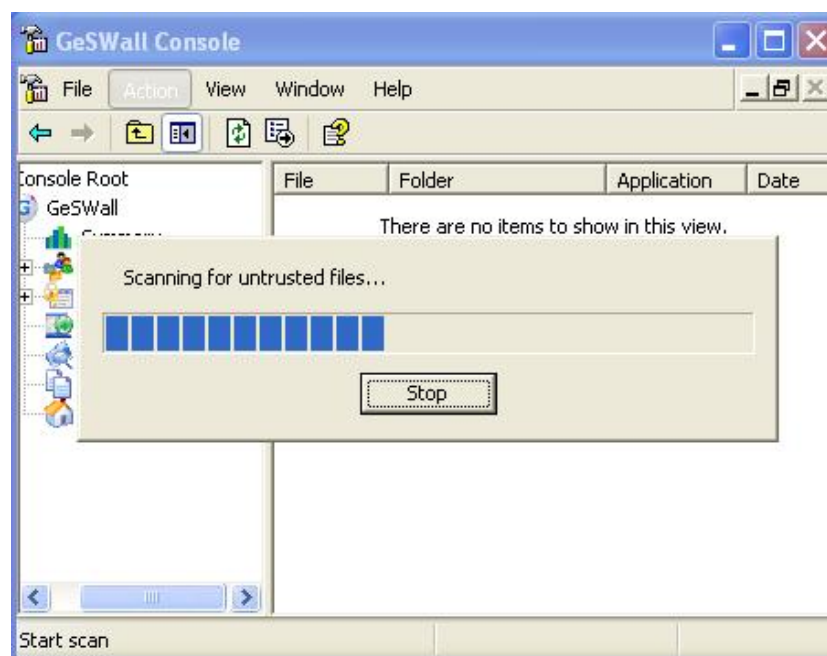 GeSWall Console
File Action View Window Help
Console Root
File Folder Application Date
GeSWall
There are no items to show in this view.
Scanning for untrusted files...
Stop
Start scan